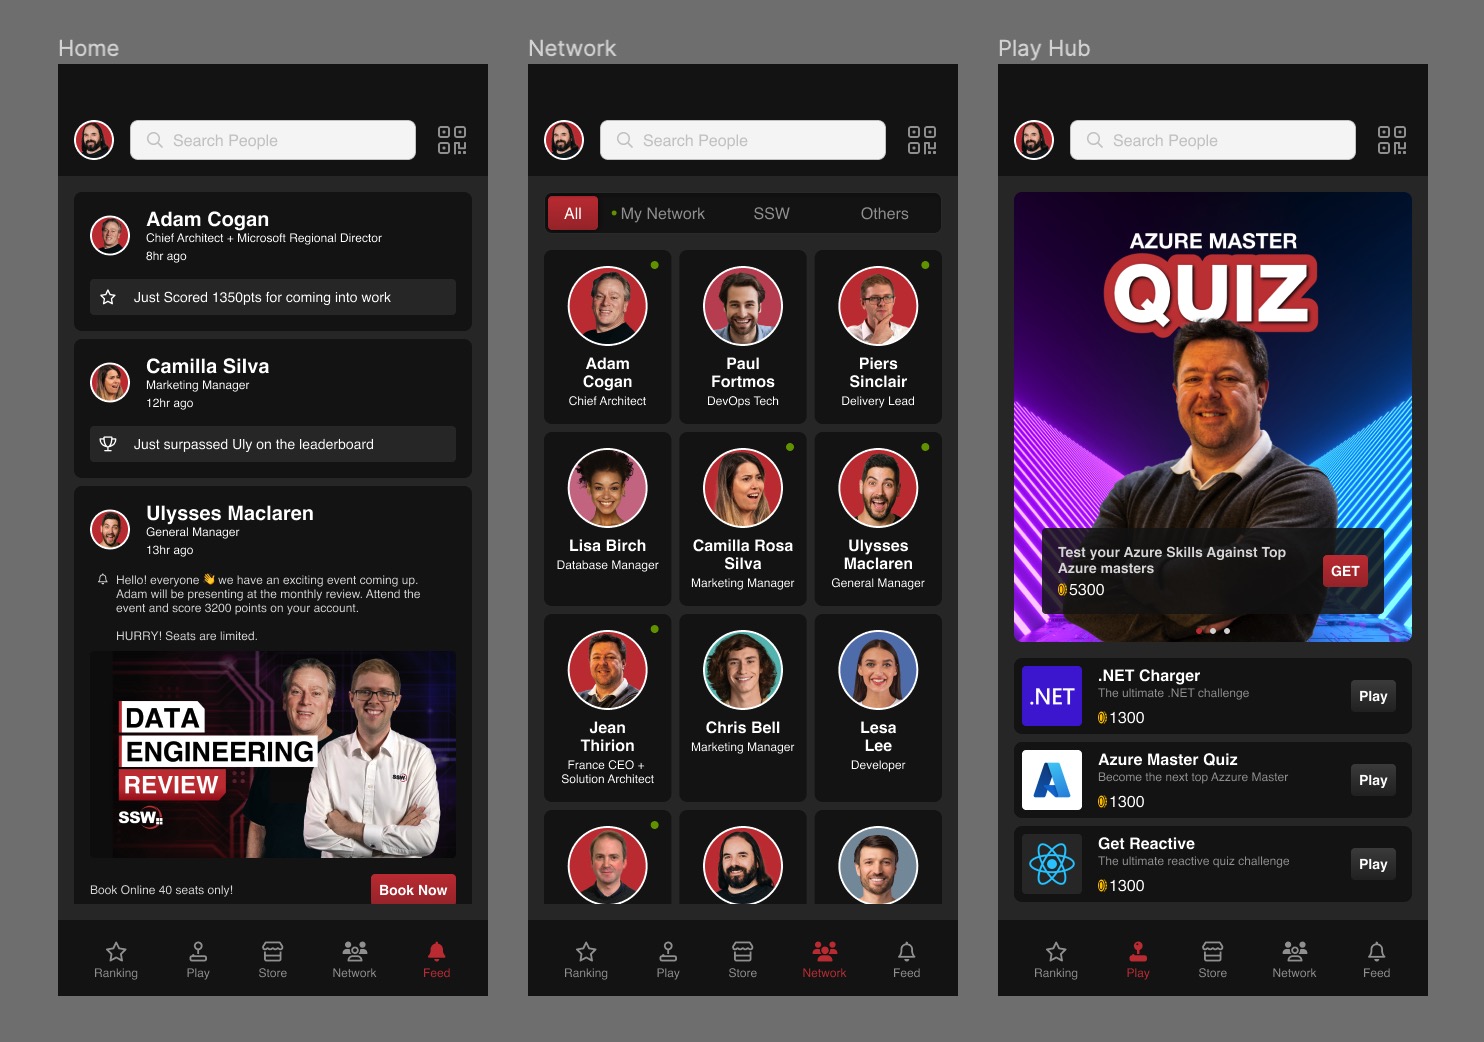 Home
Search People
Adam Cogan
Chief Architect + Microsoft Regional Director
8hr ago
Just Scored 1350pts for coming into work
Camilla Silva
Marketing Manager
12hr ago
Just surpassed Uly on the leaderboard
Ulysses Maclaren
General Manager
13hr ago
Hello! everyone 👋 we have an exciting event coming up.
Adam will be presenting at the monthly review. Attend the
event and score 3200 points on your account.
HURRY! Seats are limited.
DATA
ENGINEERING
REVIEW
SSW
SSW
Book Online 40 seats only!
Book Now
Ranking
Play
Store
Network
Feed
Network
Search People
All
My Network
SSW
Others
Adam
Cogan
Chief Architect
Paul
Fortmos
DevOps Tech
Piers
Sinclair
Delivery Lead
Lisa Birch
Database Manager
Camilla Rosa
Silva
Marketing Manager
Ulysses
Maclaren
General Manager
Jean
Thirion
France CEO +
Solution Architect
Chris Bell
Marketing Manager
Lesa
Lee
Developer
Ranking
Play
Store
Network
Feed
Play Hub
Search People
AZURE MASTER
QUIZ
Test your Azure Skills Against Top
Azure masters
5300
GET
.NET
.NET Charger
The ultimate .NET challenge
1300
Play
Azure Master Quiz
Become the next top Azzure Master
1300
Play
Get Reactive
The ultimate reactive quiz challenge
1300
Play
Ranking
Play
Store
Network
Feed